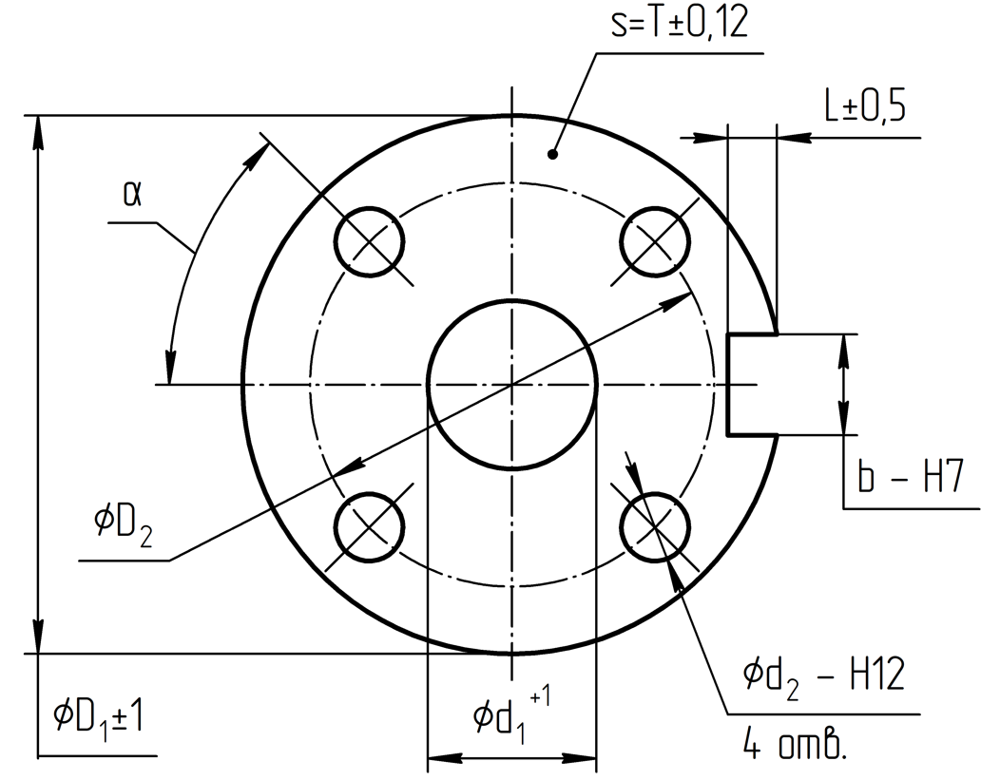 s=T±0,12
L±0,5
α
b – H7
ϕD₂
ϕd₂ – H12
4 отв.
ϕD₁±1
ϕd₁⁺¹